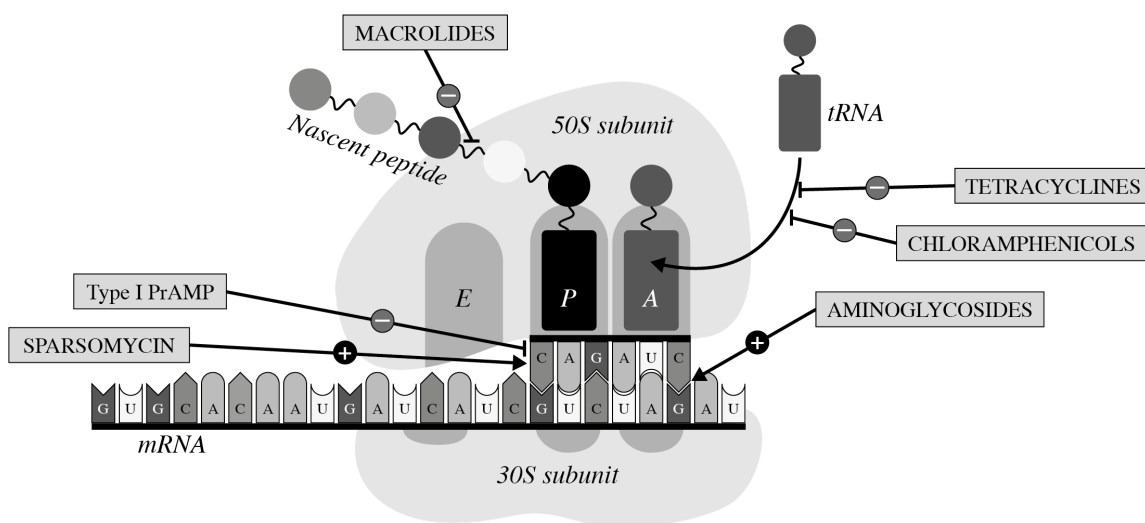 MACROLIDES
Nascent peptide
50S subunit
tRNA
TETRACYCLINES
CHLORAMPHENICOLS
E
P
A
Type I PrAMP
AMINOGLYCOSIDES
SPARSOMYCIN
C A G A U C
G U G C A C A A U G A U C A U C G U C U A G A U
mRNA
30S subunit